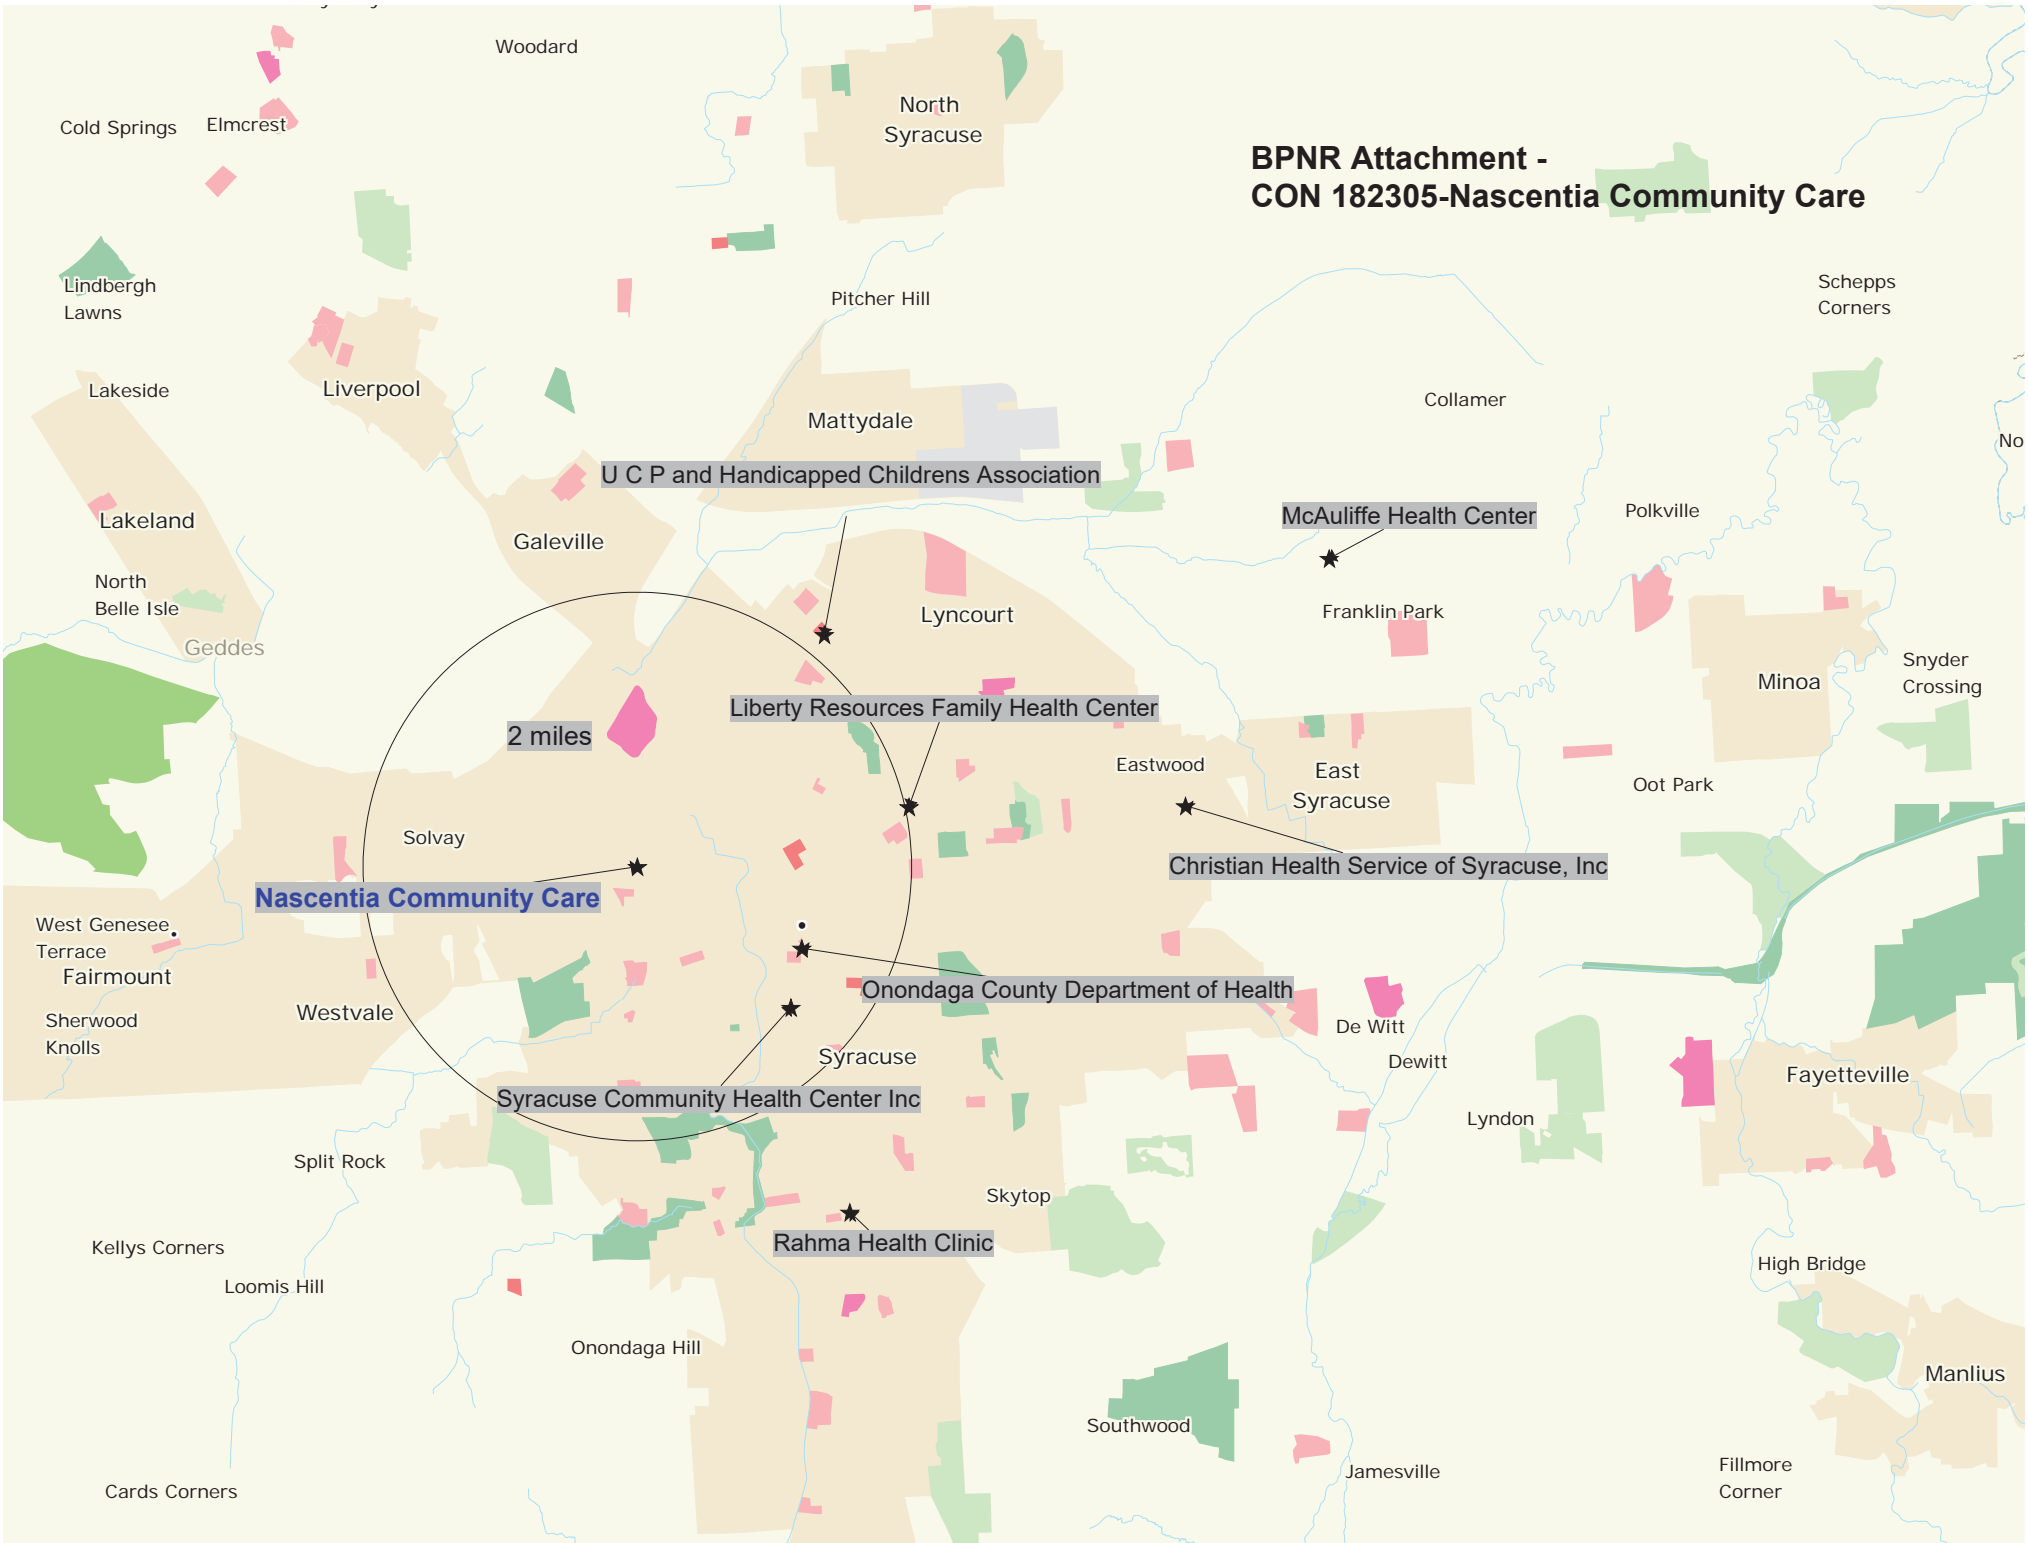 Woodard
North
Syracuse
Cold Springs
Elmcrest
BPNR Attachment -
CON 182305-Nascentia Community Care
Lindbergh
Lawns
Pitcher Hill
Schepps
Corners
Lakeside
Liverpool
Collamer
Mattydale
No
U C P and Handicapped Childrens Association
McAuliffe Health Center
Polkville
Lakeland
Galeville
North
Belle Isle
Franklin Park
Lyncourt
Geddes
Snyder
Crossing
Minoa
Liberty Resources Family Health Center
2 miles
Eastwood
East
Syracuse
Oot Park
Solvay
Christian Health Service of Syracuse, Inc
Nascentia Community Care
West Genesee
Terrace
Fairmount
Onondaga County Department of Health
Westvale
Sherwood
Knolls
De Witt
Dewitt
Syracuse
Fayetteville
Syracuse Community Health Center Inc
Lyndon
Split Rock
Skytop
Rahma Health Clinic
Kellys Corners
High Bridge
Loomis Hill
Onondaga Hill
Manlius
Southwood
Jamesville
Fillmore
Corner
Cards Corners